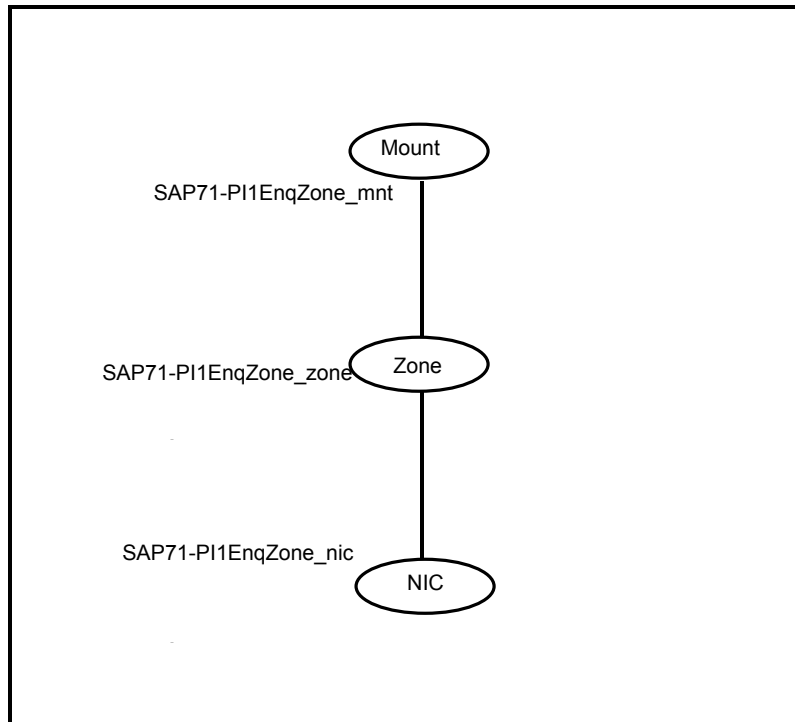 Mount
SAP71-PI1EnqZone_mnt
Zone
SAP71-PI1EnqZone_zone
SAP71-PI1EnqZone_nic
NIC